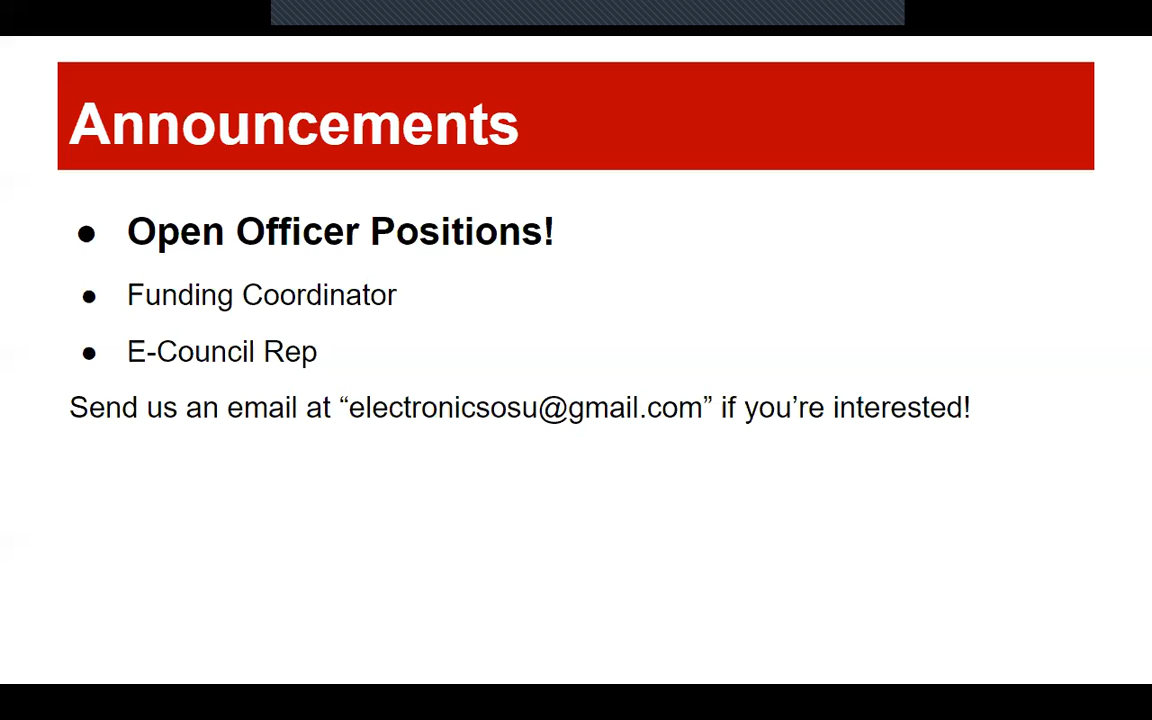 Announcements
● Open Officer Positions!
● Funding Coordinator
● E-Council Rep
Send us an email at “electronicsosu@gmail.com” if you’re interested!